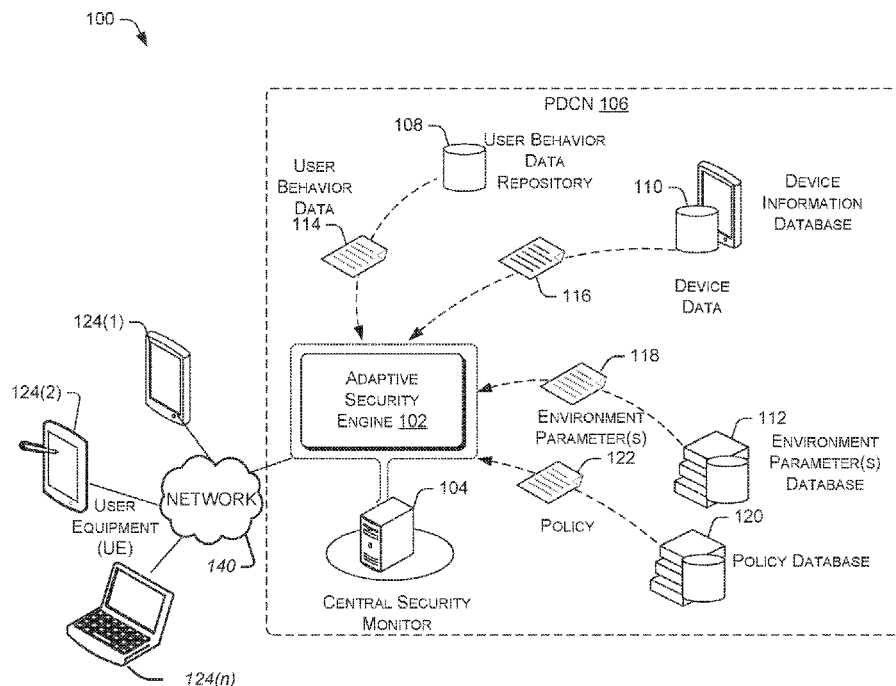 100
PDCN 106
108
USER BEHAVIOR
DATA
REPOSITORY
USER
BEHAVIOR
DATA
114
110
DEVICE
INFORMATION
DATABASE
116
DEVICE
DATA
124(1)
118
124(2)
ADAPTIVE
SECURITY
ENGINE 102
ENVIRONMENT
PARAMETER(S)
112
ENVIRONMENT
PARAMETER(S)
DATABASE
122
NETWORK
104
POLICY
120
POLICY DATABASE
USER
EQUIPMENT
(UE)
140
CENTRAL SECURITY
MONITOR
124(n)